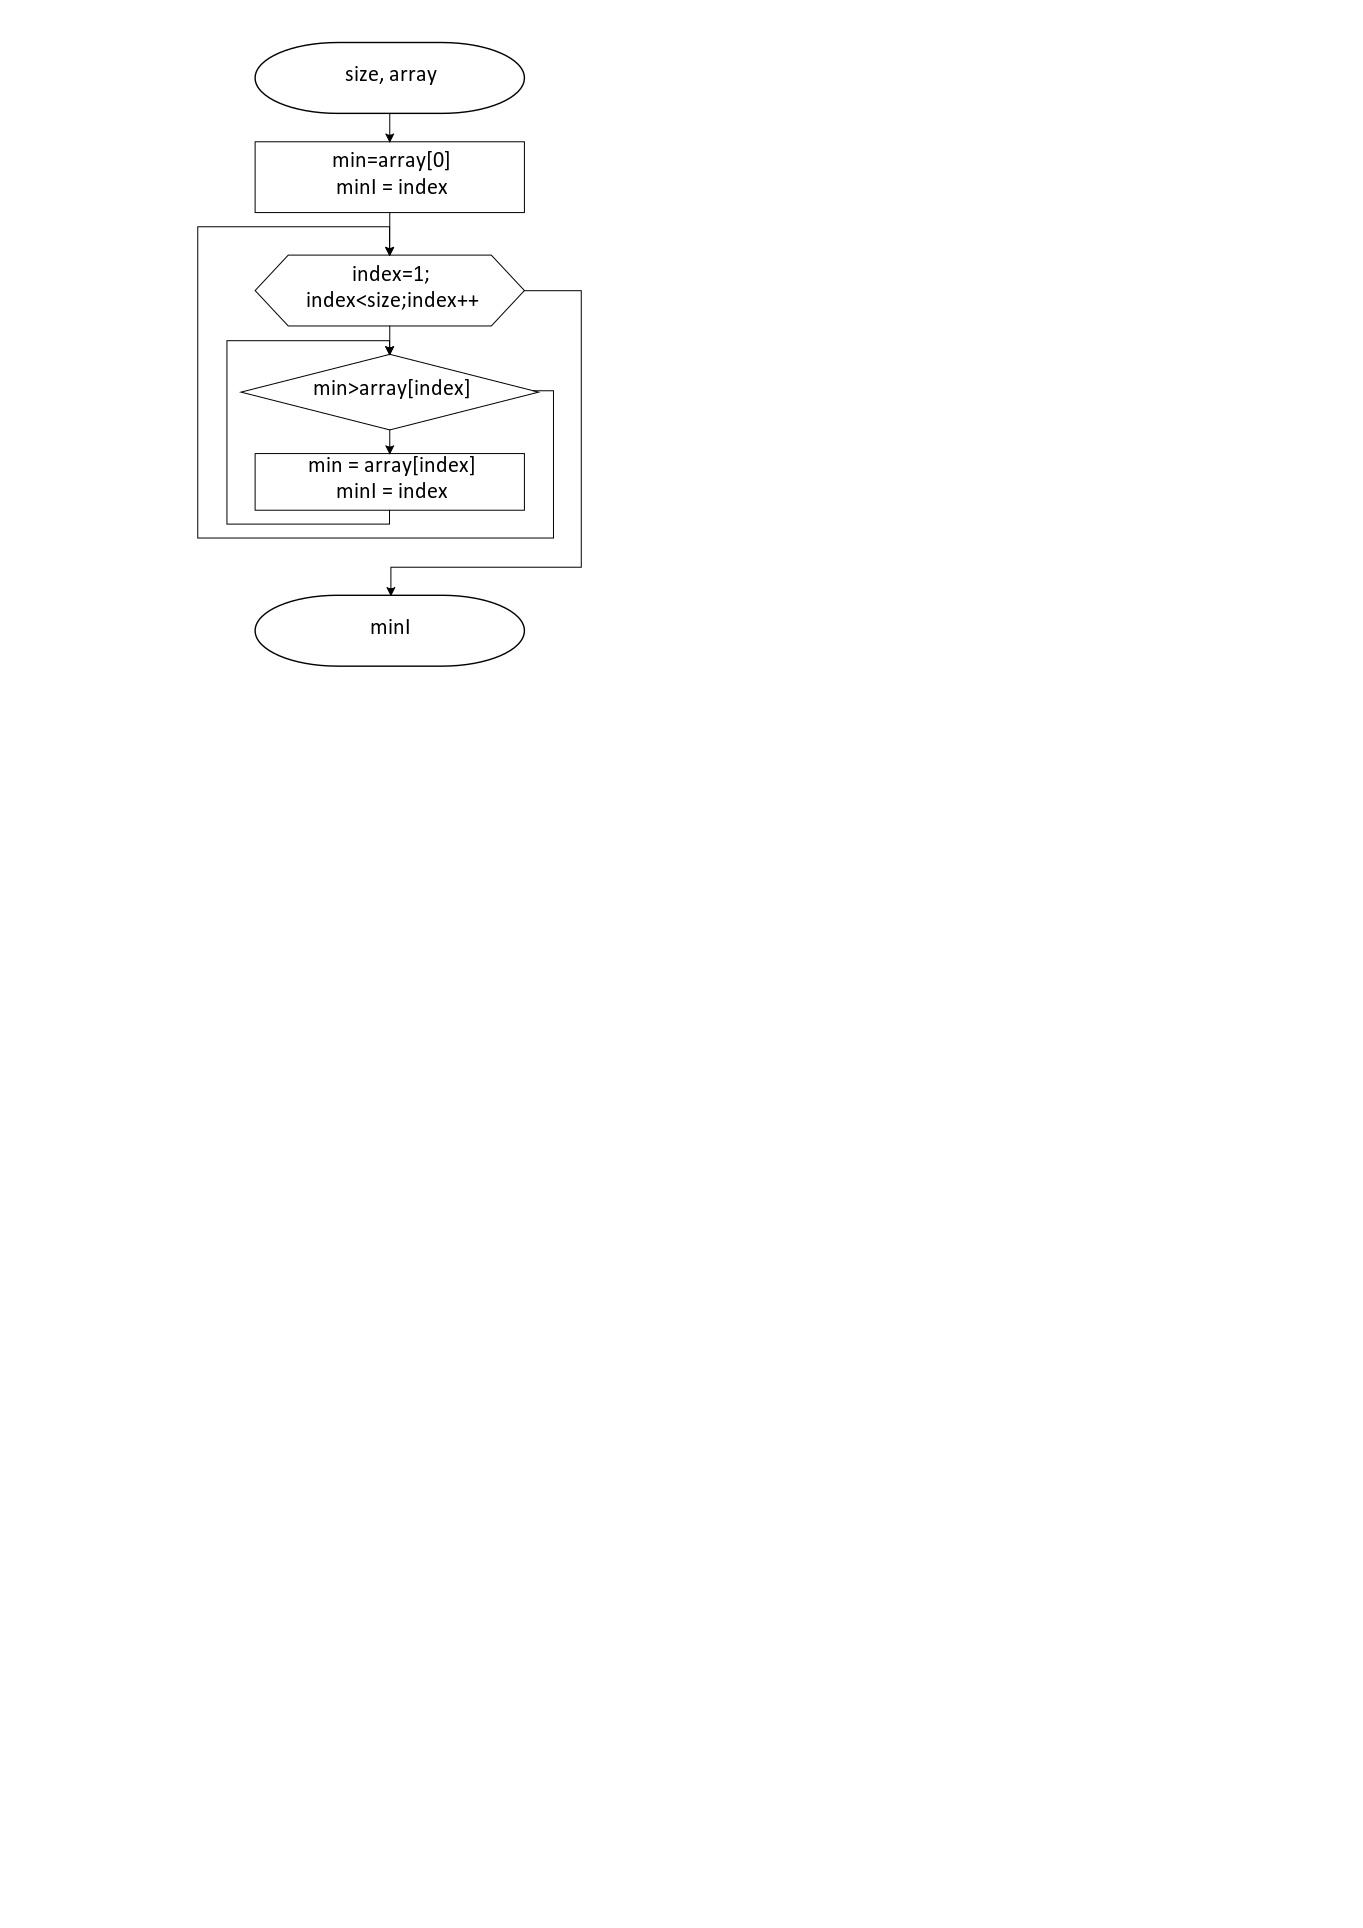 size, array
min=array[0]
minI = index
index=1;
index<size;index++
min>array[index]
min = array[index]
minI = index
minI